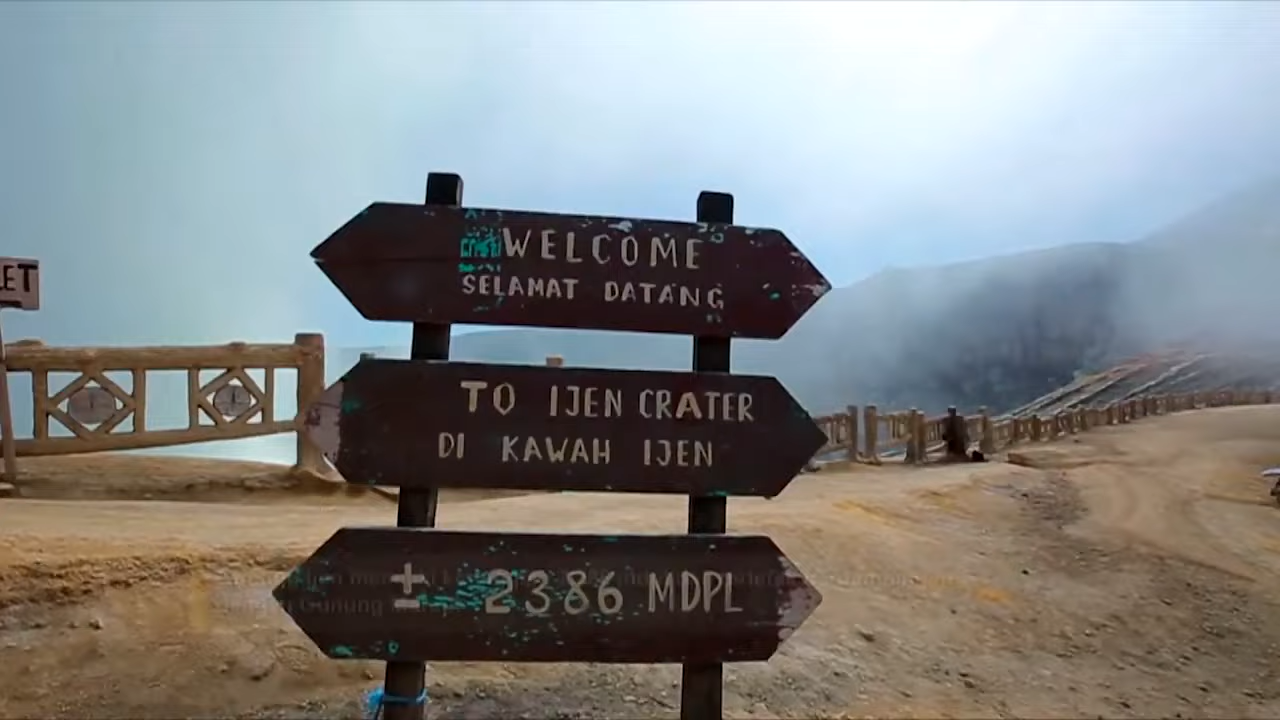 WELCOME
SELAMAT DATANG
TO IJEN CRATER
DI KAWAH IJEN
± 2386 MDPL